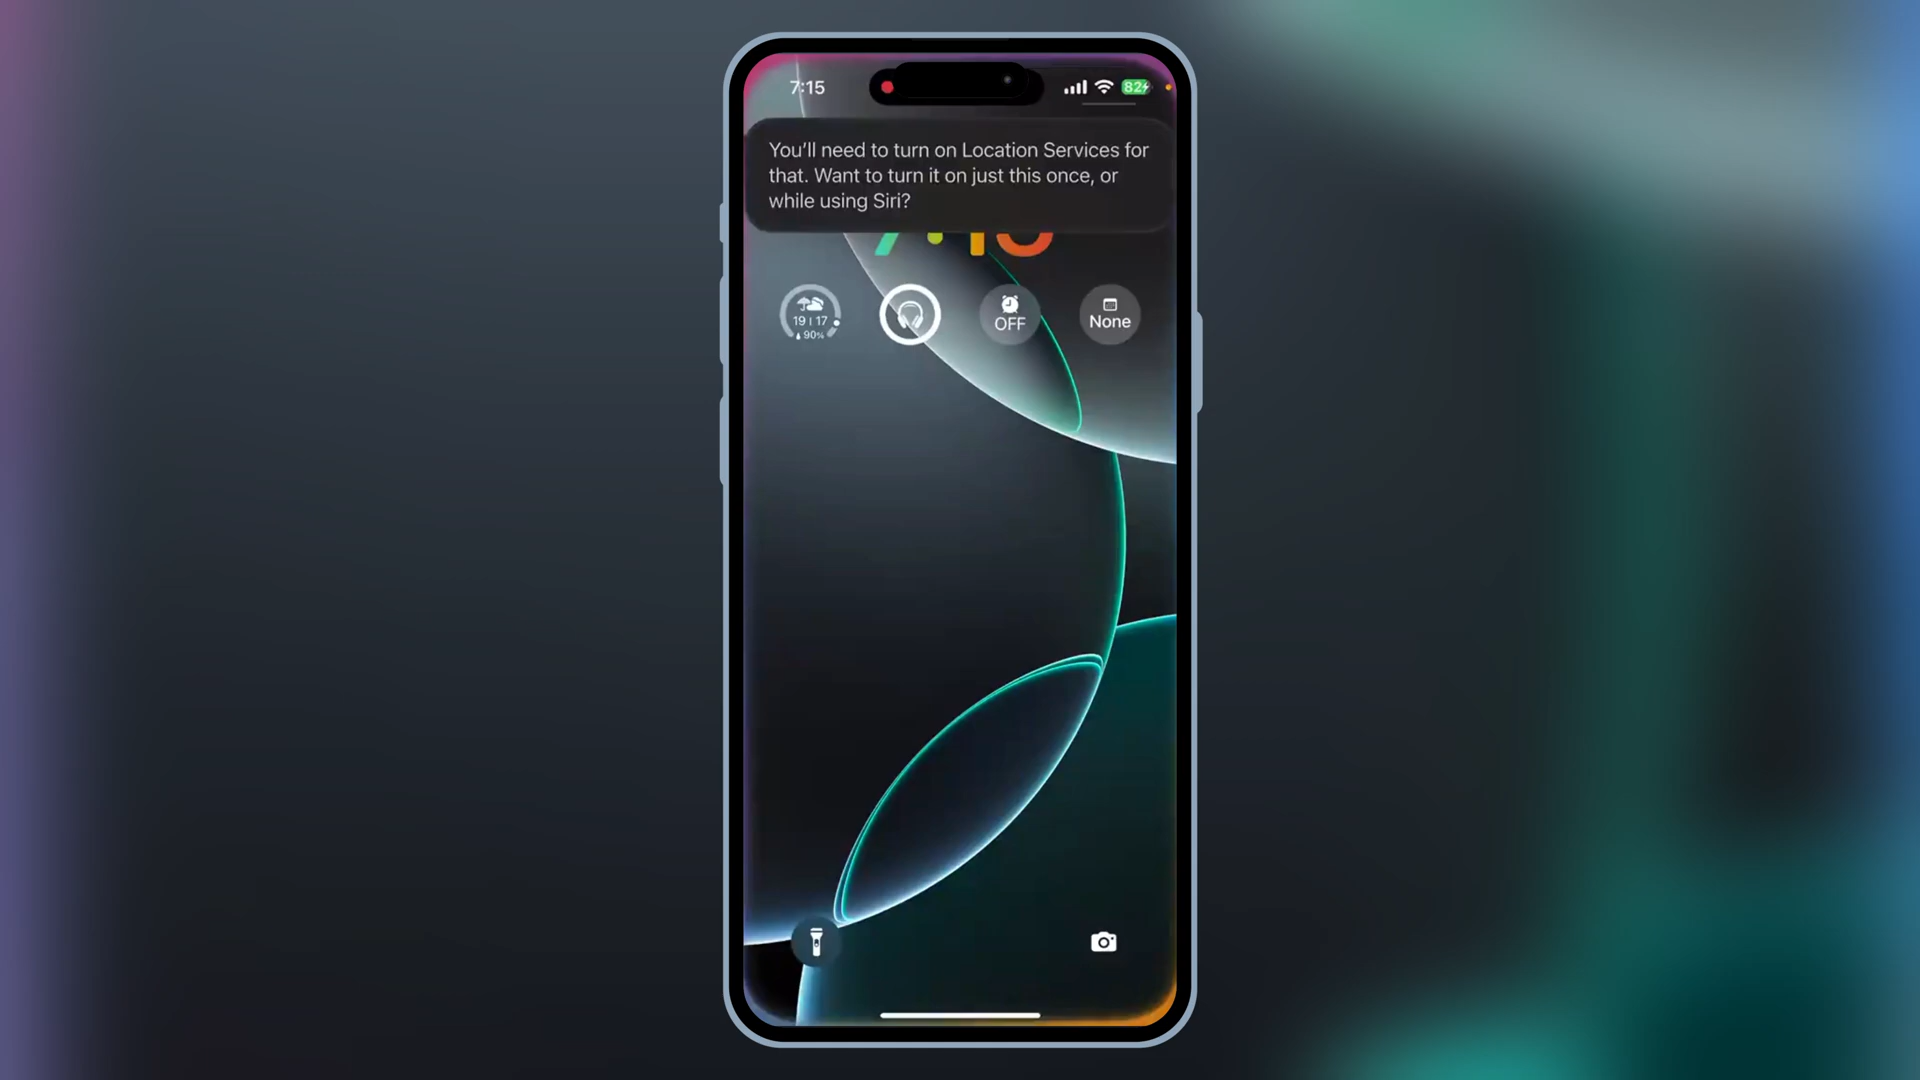 7:15
82
You'll need to turn on Location Services for
that. Want to turn it on just this once, or
while using Siri?
19 17
90%
OFF
None